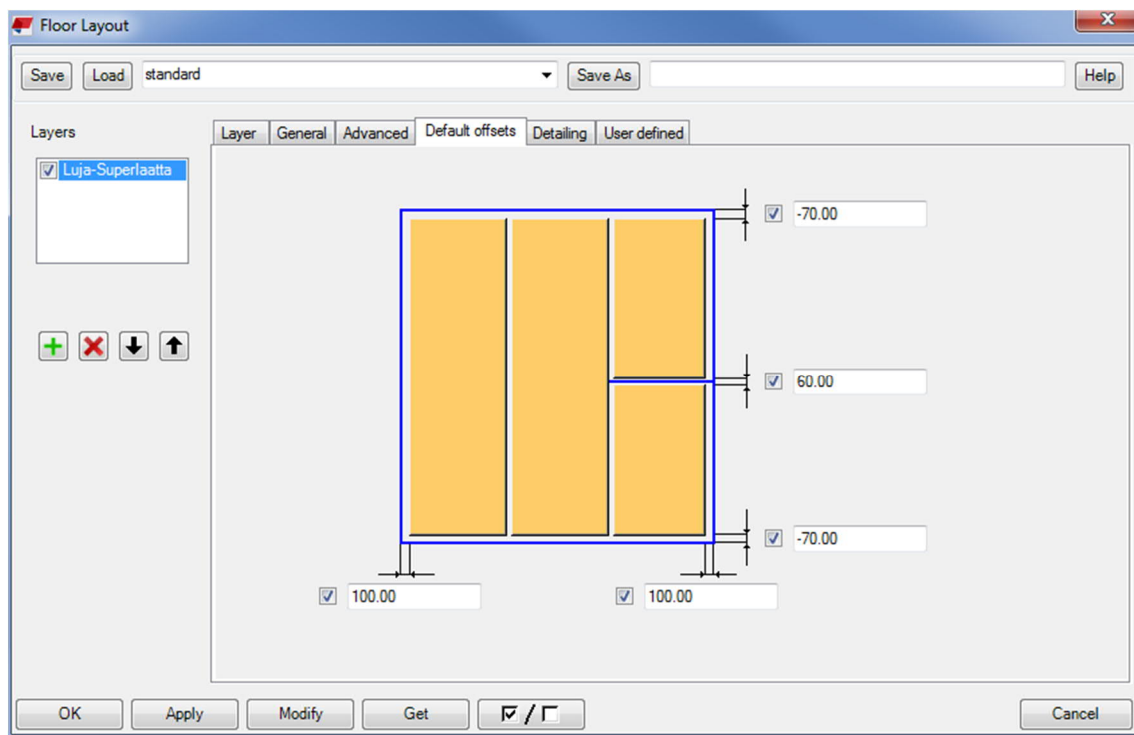 Floor Layout
Save Load standard Save As Help
Layers
Layer General Advanced Default offsets Detailing User defined
Luja-Superlaatta
-70.00
60.00
-70.00
100.00 100.00
OK Apply Modify Get / Cancel